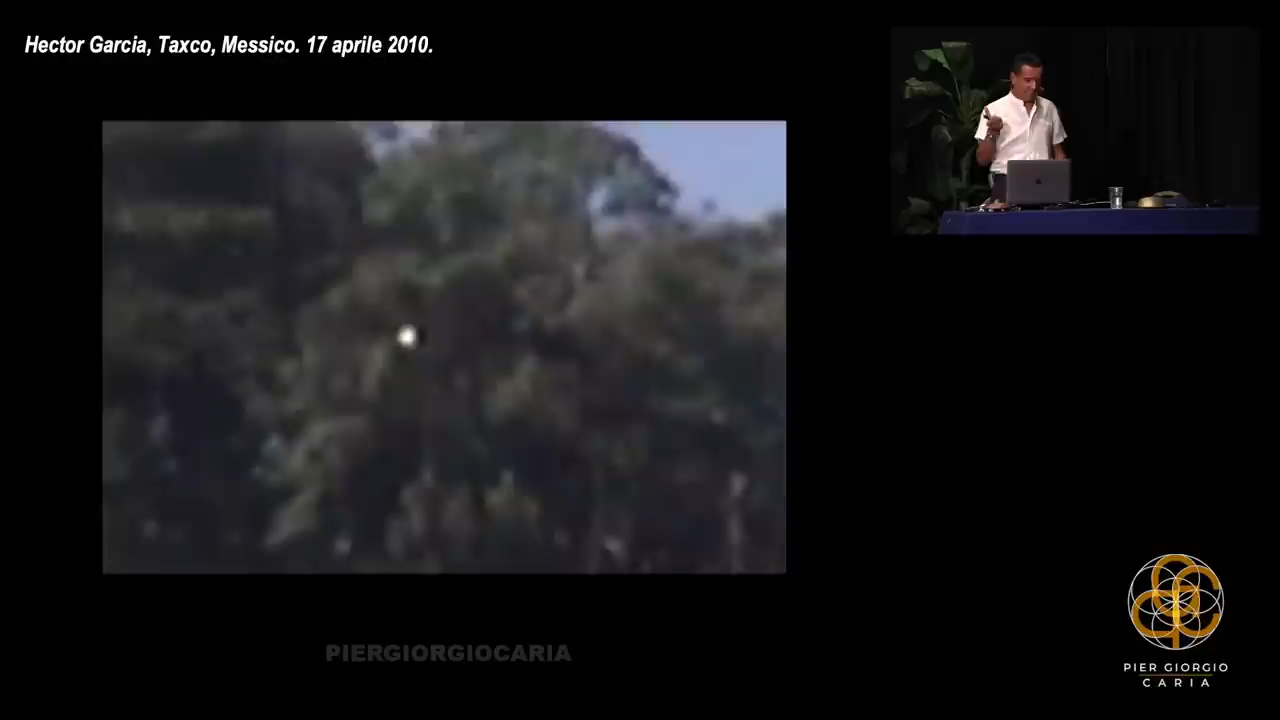 Hector Garcia, Taxco, Messico. 17 aprile 2010.
PIERGIORGIOCARIA
PIER GIORGIO
CARIA